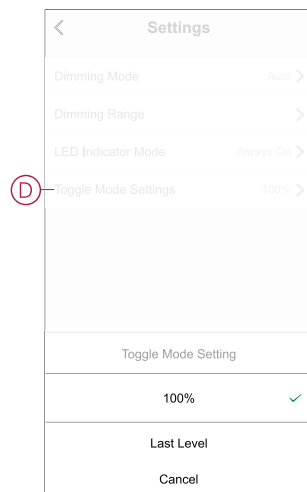 Settings
Dimming Mode Auto
Dimming Range
LED Indicator Mode Always On
D Toggle Mode Settings 100%
Toggle Mode Setting
100%
Last Level
Cancel